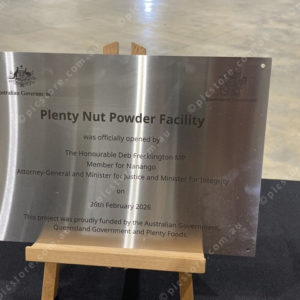 Australian Government
Plenty Nut Powder Facility
was officially opened by
The Honourable Deb Frecklington MP
Member for Nanango
Attorney-General and Minister for Justice and Minister for Integrity
on
26th February 2026
This project was proudly funded by the Australian Government,
Queensland Government and Plenty Foods.